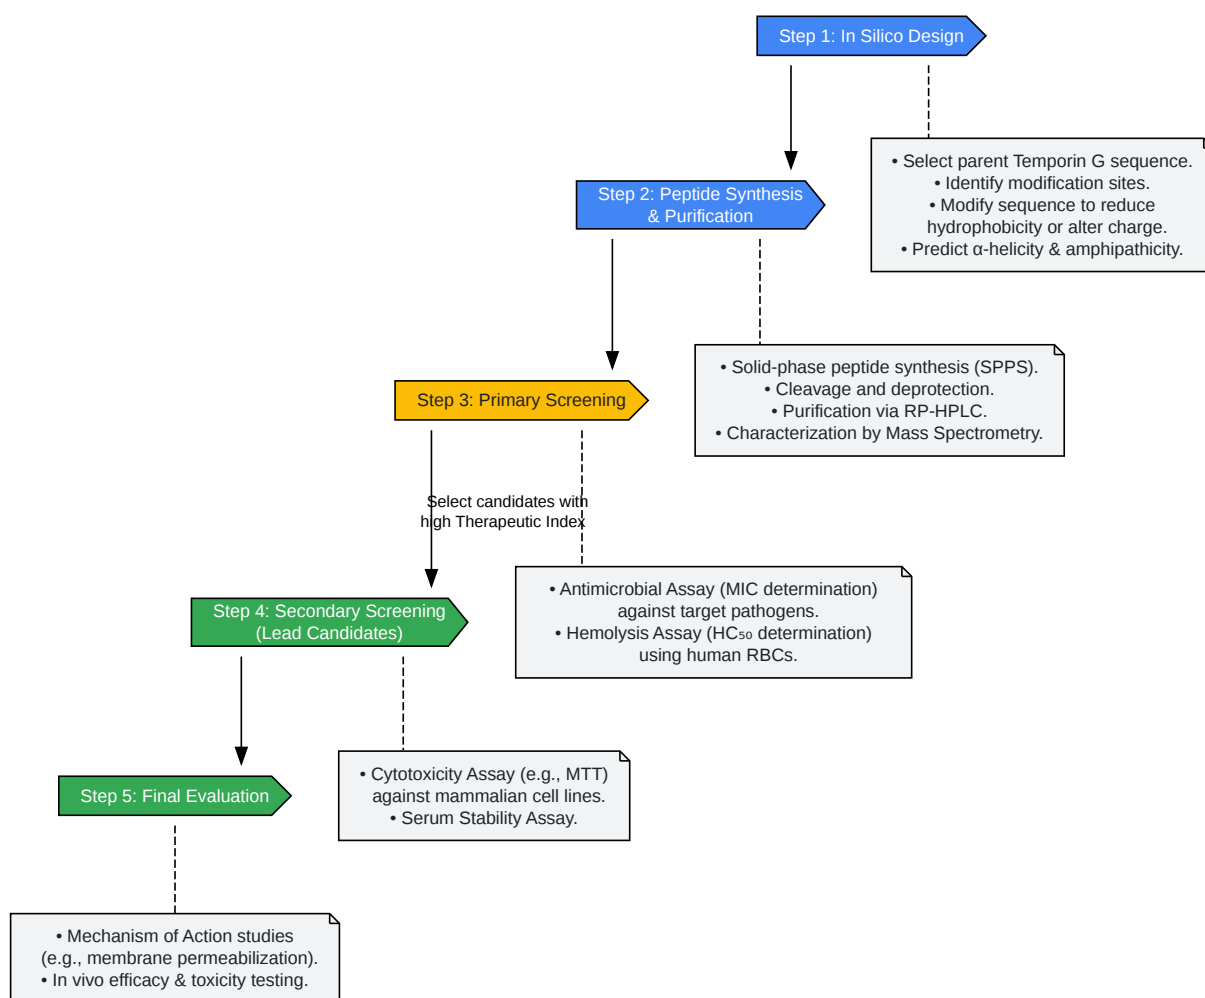 Step 1: In Silico Design
• Select parent Temporin G sequence.
• Identify modification sites.
• Modify sequence to reduce
hydrophobicity or alter charge.
• Predict α-helicity & amphipathicity.
Step 2: Peptide Synthesis
& Purification
• Solid-phase peptide synthesis (SPPS).
• Cleavage and deprotection.
• Purification via RP-HPLC.
• Characterization by Mass Spectrometry.
Step 3: Primary Screening
Select candidates with
high Therapeutic Index
• Antimicrobial Assay (MIC determination)
against target pathogens.
• Hemolysis Assay (HC₅₀ determination)
using human RBCs.
Step 4: Secondary Screening
(Lead Candidates)
• Cytotoxicity Assay (e.g., MTT)
against mammalian cell lines.
• Serum Stability Assay.
Step 5: Final Evaluation
• Mechanism of Action studies
(e.g., membrane permeabilization).
• In vivo efficacy & toxicity testing.